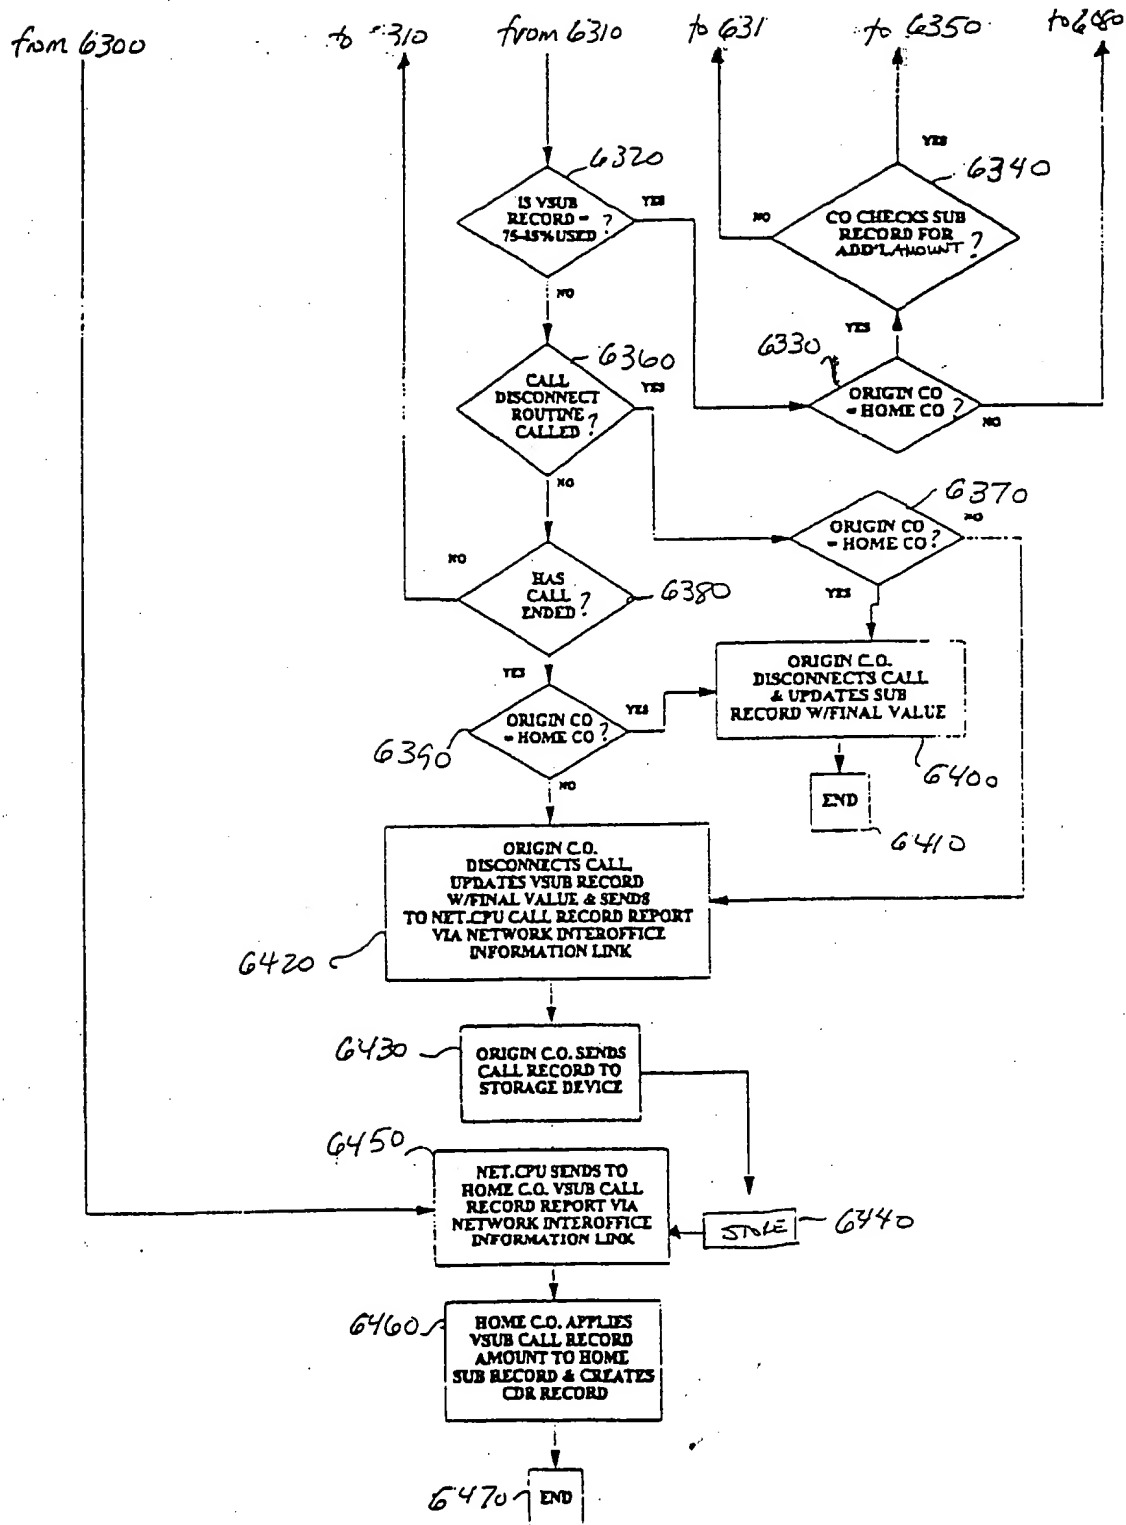 from 6300
to 310
from 6310
to 631
to 6350
to 6080
6320
IS VSUB
RECORD =
75-85% USED ?
YES
NO
YES
6340
CO CHECKS SUB
RECORD FOR
ADD'L AMOUNT ?
NO
YES
6330
ORIGIN CO
= HOME CO ?
NO
6360
CALL
DISCONNECT
ROUTINE
CALLED ?
YES
NO
6370
ORIGIN CO
= HOME CO ?
NO
YES
NO
HAS
CALL
ENDED ?
6380
YES
ORIGIN C.O.
DISCONNECTS CALL
& UPDATES SUB
RECORD W/FINAL VALUE
6400
ORIGIN CO
= HOME CO ?
YES
6390
NO
END
6410
ORIGIN C.O.
DISCONNECTS CALL
UPDATES VSUB RECORD
W/FINAL VALUE & SENDS
TO NET.CPU CALL RECORD REPORT
VIA NETWORK INTEROFFICE
INFORMATION LINK
6420
6430
ORIGIN C.O. SENDS
CALL RECORD TO
STORAGE DEVICE
6450
NET.CPU SENDS TO
HOME C.O. VSUB CALL
RECORD REPORT VIA
NETWORK INTEROFFICE
INFORMATION LINK
STORE
6440
6460
HOME C.O. APPLIES
VSUB CALL RECORD
AMOUNT TO HOME
SUB RECORD & CREATES
CDR RECORD
6470
END